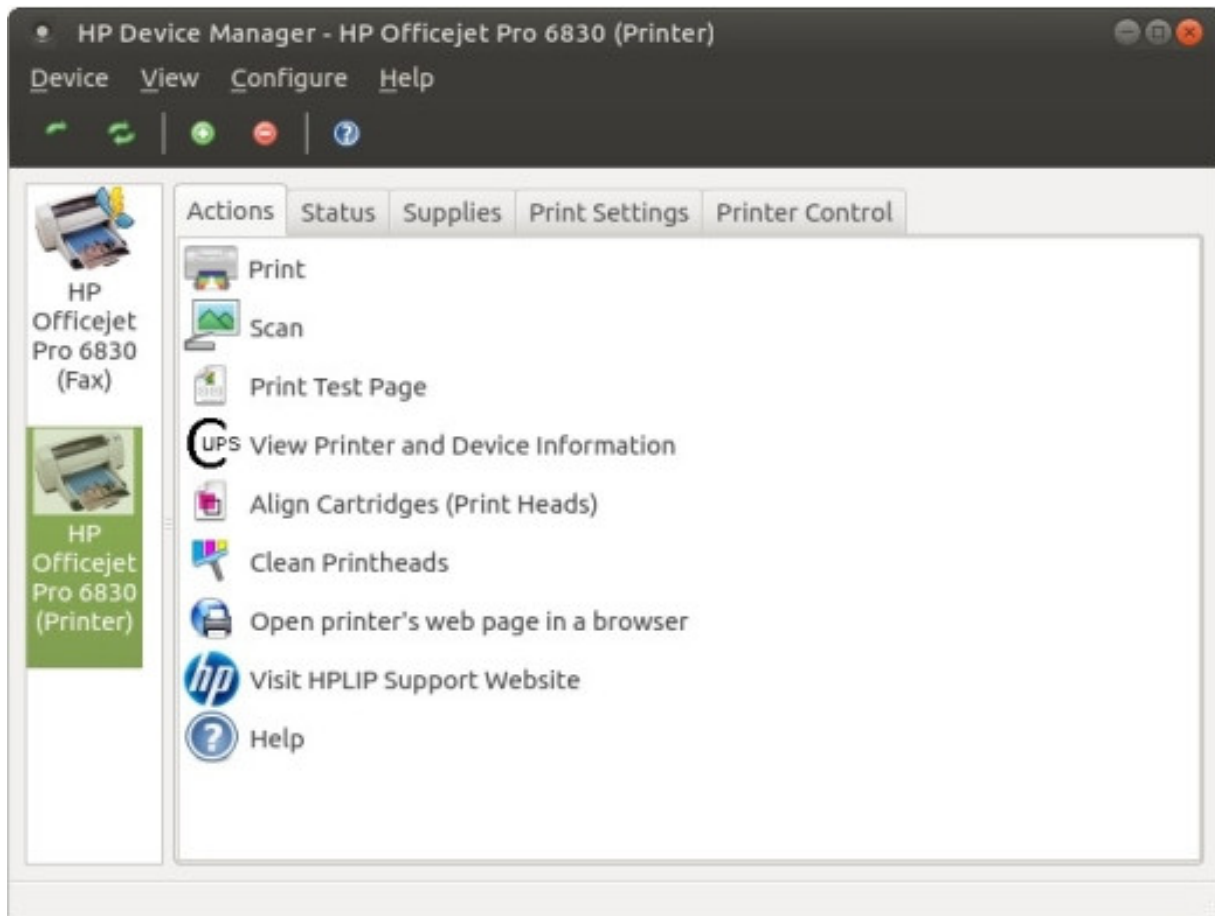 HP Device Manager - HP Officejet Pro 6830 (Printer)
Device View Configure Help
HP
Officejet
Pro 6830
(Fax)
HP
Officejet
Pro 6830
(Printer)
Actions Status Supplies Print Settings Printer Control
Print
Scan
Print Test Page
CUPS View Printer and Device Information
Align Cartridges (Print Heads)
Clean Printheads
Open printer's web page in a browser
hp Visit HPLIP Support Website
? Help